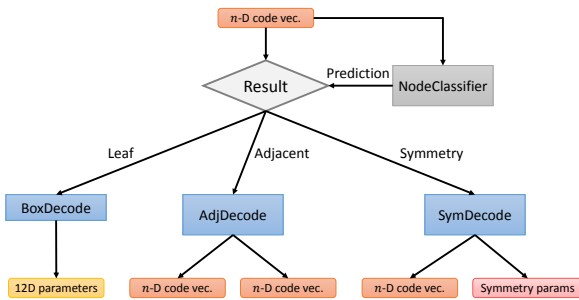 n-D code vec.
Prediction
Result
NodeClassifier
Leaf
Adjacent
Symmetry
BoxDecode
AdjDecode
SymDecode
12D parameters
n-D code vec.
n-D code vec.
n-D code vec.
Symmetry params